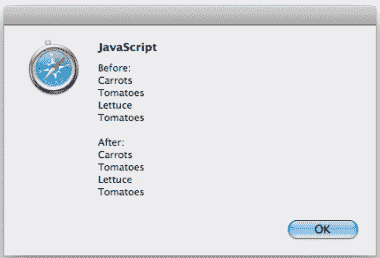 JavaScript
Before:
Carrots
Tomatoes
Lettuce
Tomatoes
After:
Carrots
Tomatoes
Lettuce
Tomatoes
OK